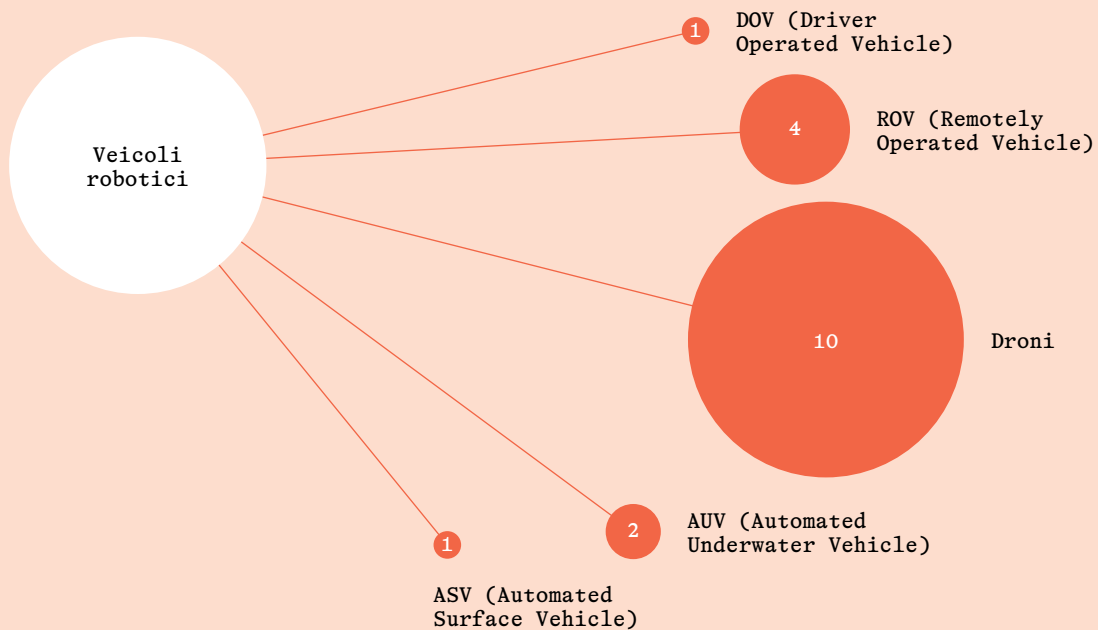 Veicoli
robotici
1
DOV (Driver
Operated Vehicle)
4
ROV (Remotely
Operated Vehicle)
10
Droni
2
AUV (Automated
Underwater Vehicle)
1
ASV (Automated
Surface Vehicle)